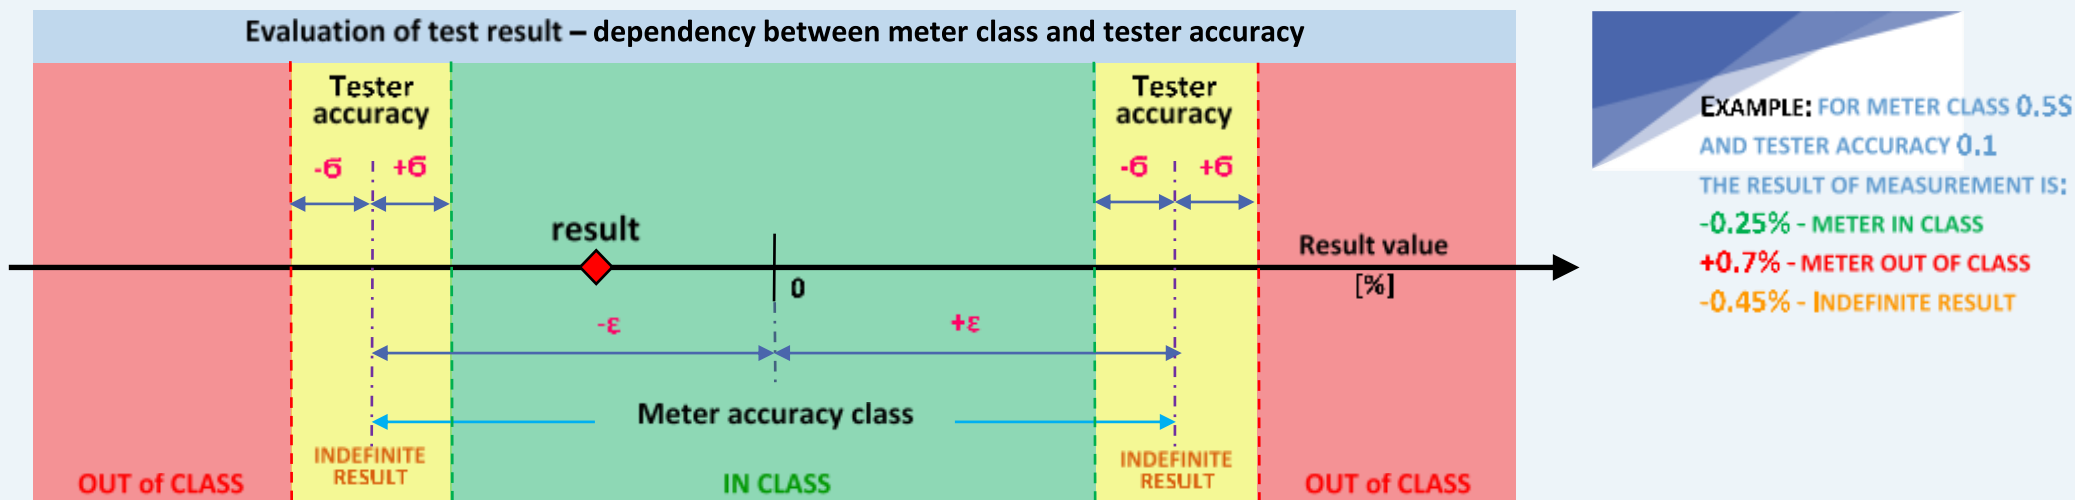 Evaluation of test result – dependency between meter class and tester accuracy
Tester
accuracy
-б +б
Tester
accuracy
-б +б
result
0
Result value
[%]
-ε
+ε
Meter accuracy class
OUT of CLASS
INDEFINITE
RESULT
IN CLASS
INDEFINITE
RESULT
OUT of CLASS
EXAMPLE: FOR METER CLASS 0.5S
AND TESTER ACCURACY 0.1
THE RESULT OF MEASUREMENT IS:
-0.25% - METER IN CLASS
+0.7% - METER OUT OF CLASS
-0.45% - INDEFINITE RESULT